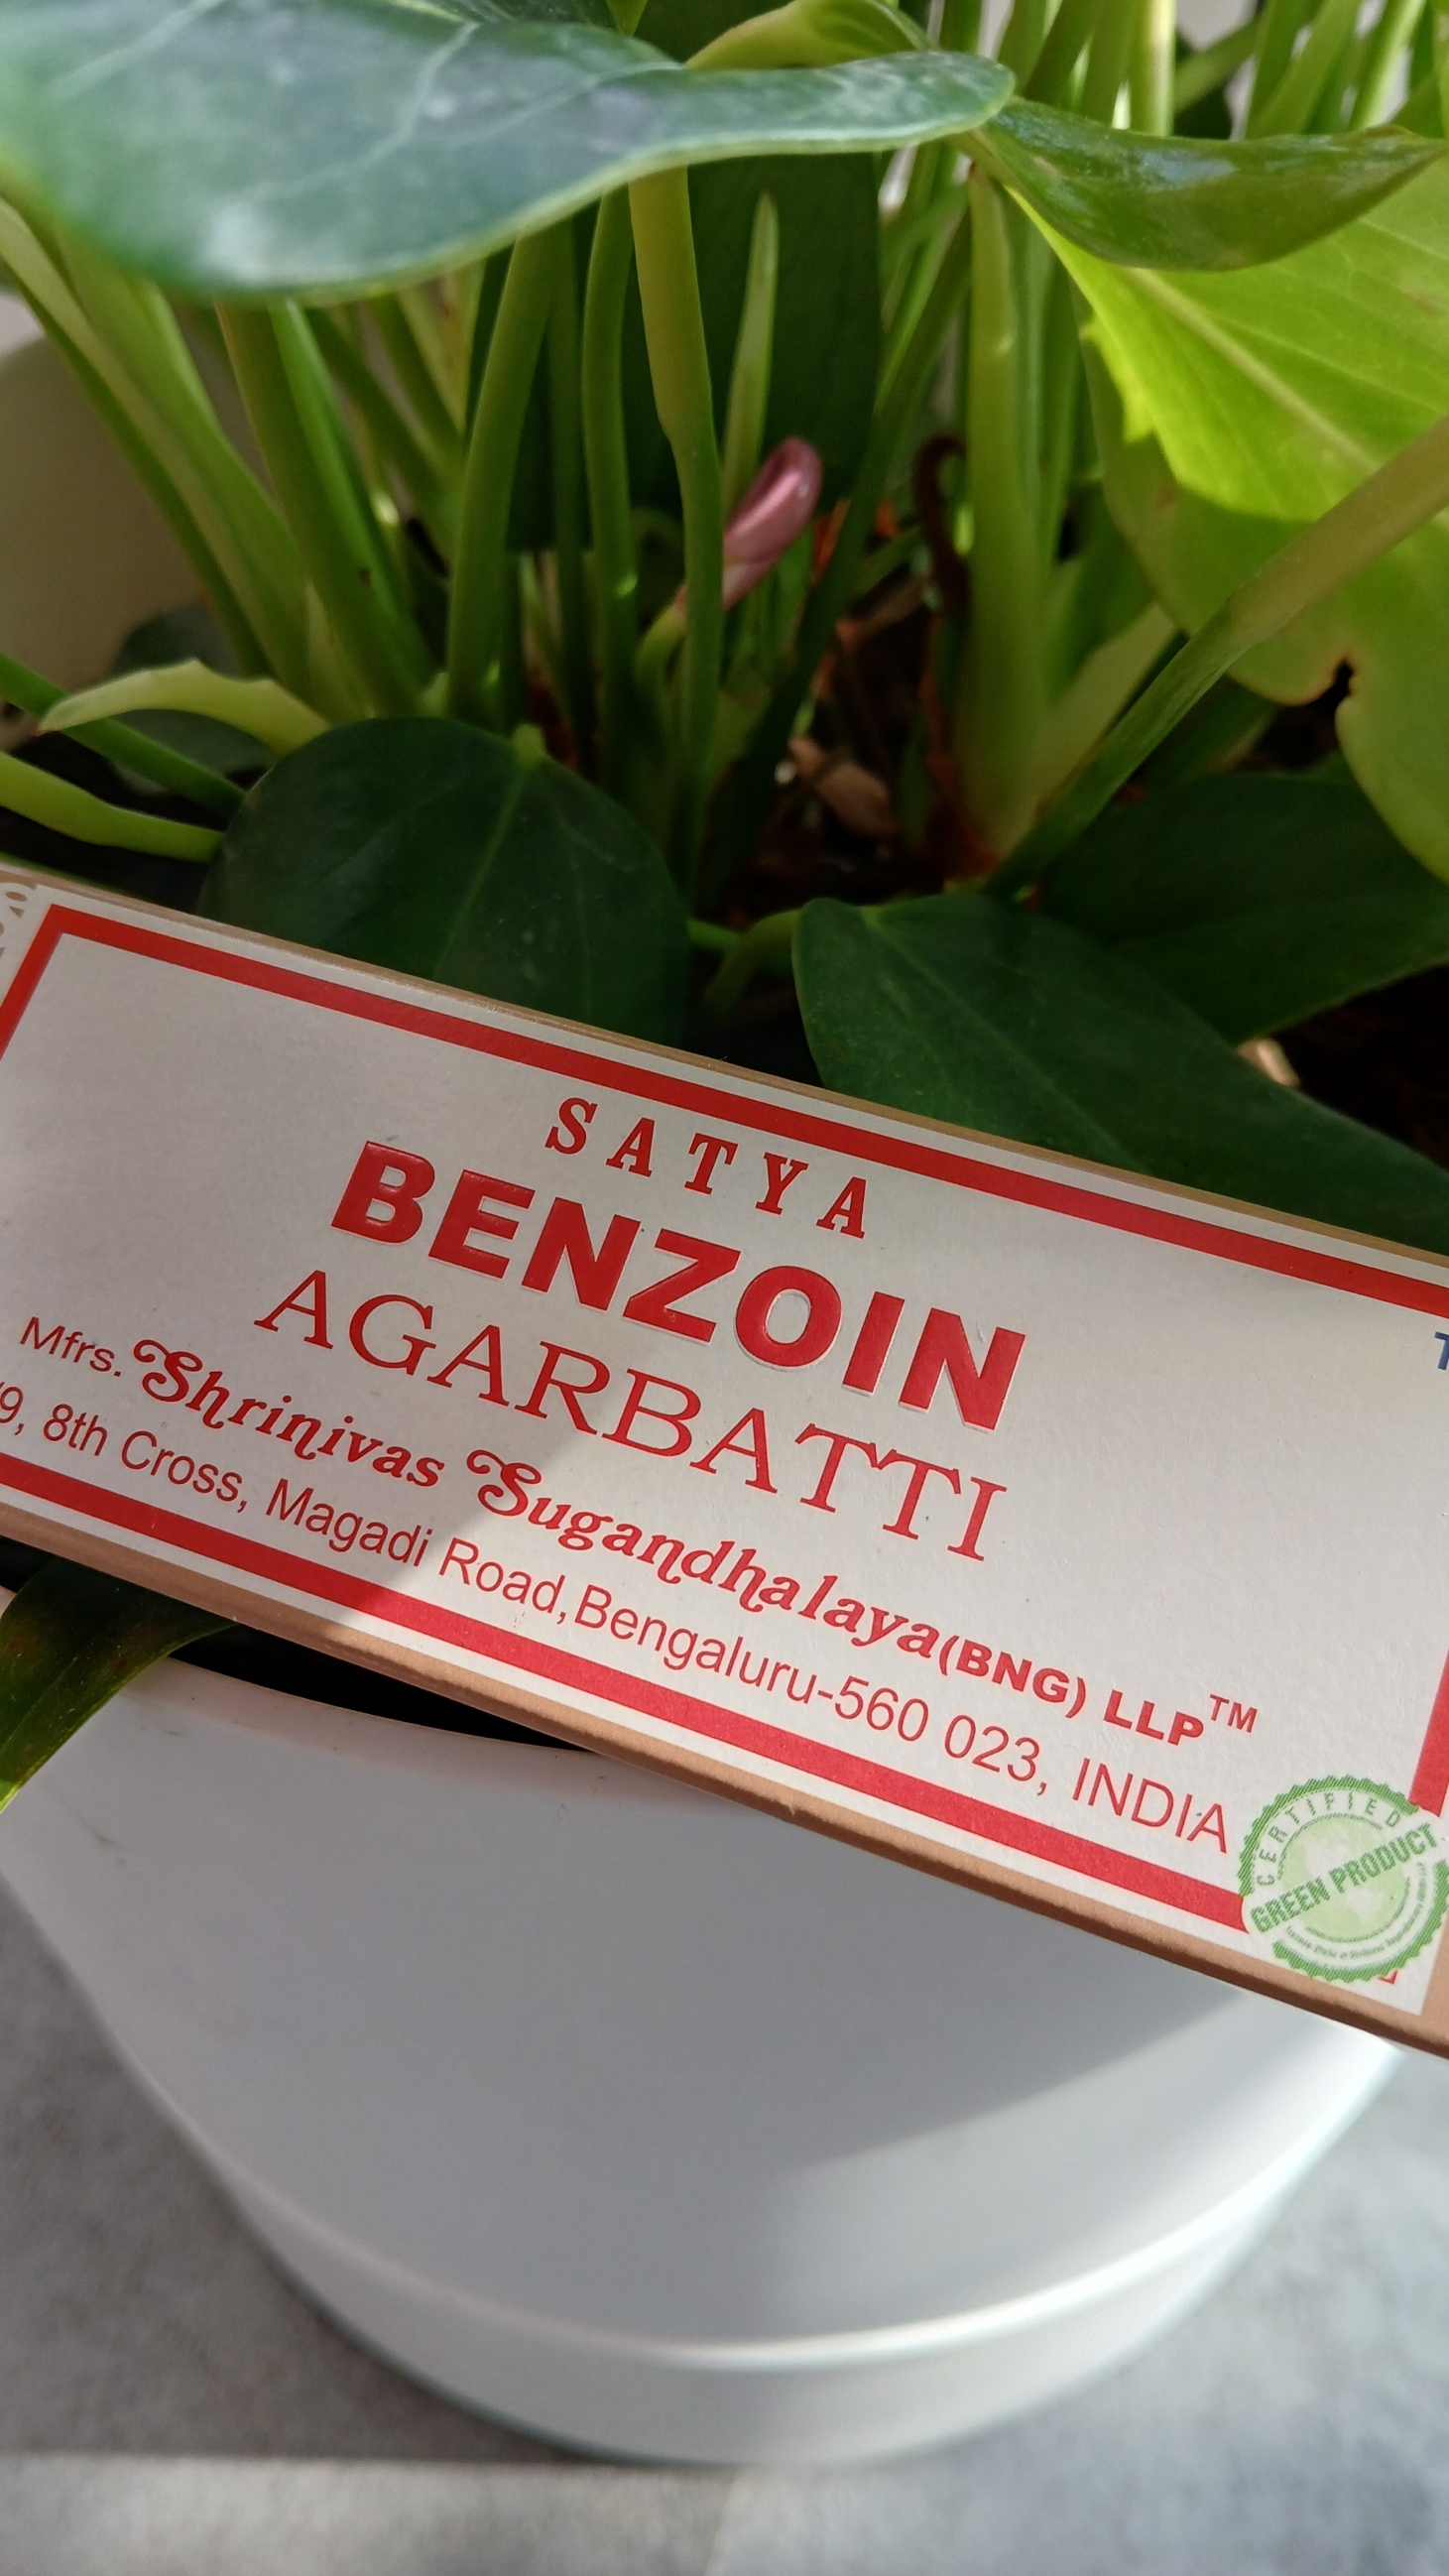 SATYA
BENZOIN
AGARBATTI
Mfrs. Shrinivas Sugandhalaya(BNG) LLP™
9, 8th Cross, Magadi Road, Bengaluru-560 023, INDIA
CERTIFIED
GREEN PRODUCT